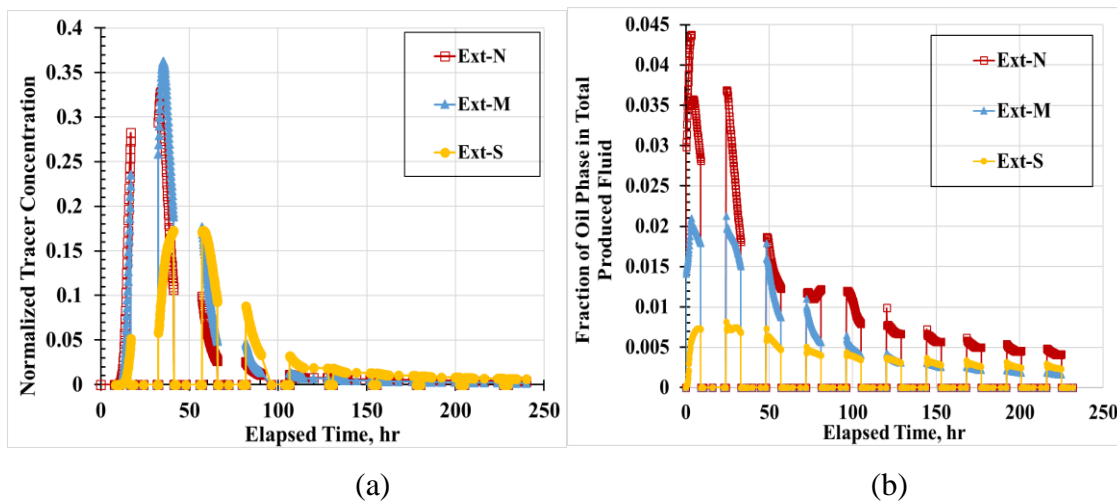 0.4
0.35
0.3
0.25
0.2
0.15
0.1
0.05
0
Normalized Tracer Concentration
Ext-N
Ext-M
Ext-S
0 50 100 150 200 250
Elapsed Time, hr
(a)
0.045
0.04
0.035
0.03
0.025
0.02
0.015
0.01
0.005
0
Fraction of Oil Phase in Total
Produced Fluid
Ext-N
Ext-M
Ext-S
0 50 100 150 200 250
Elapsed Time, hr
(b)